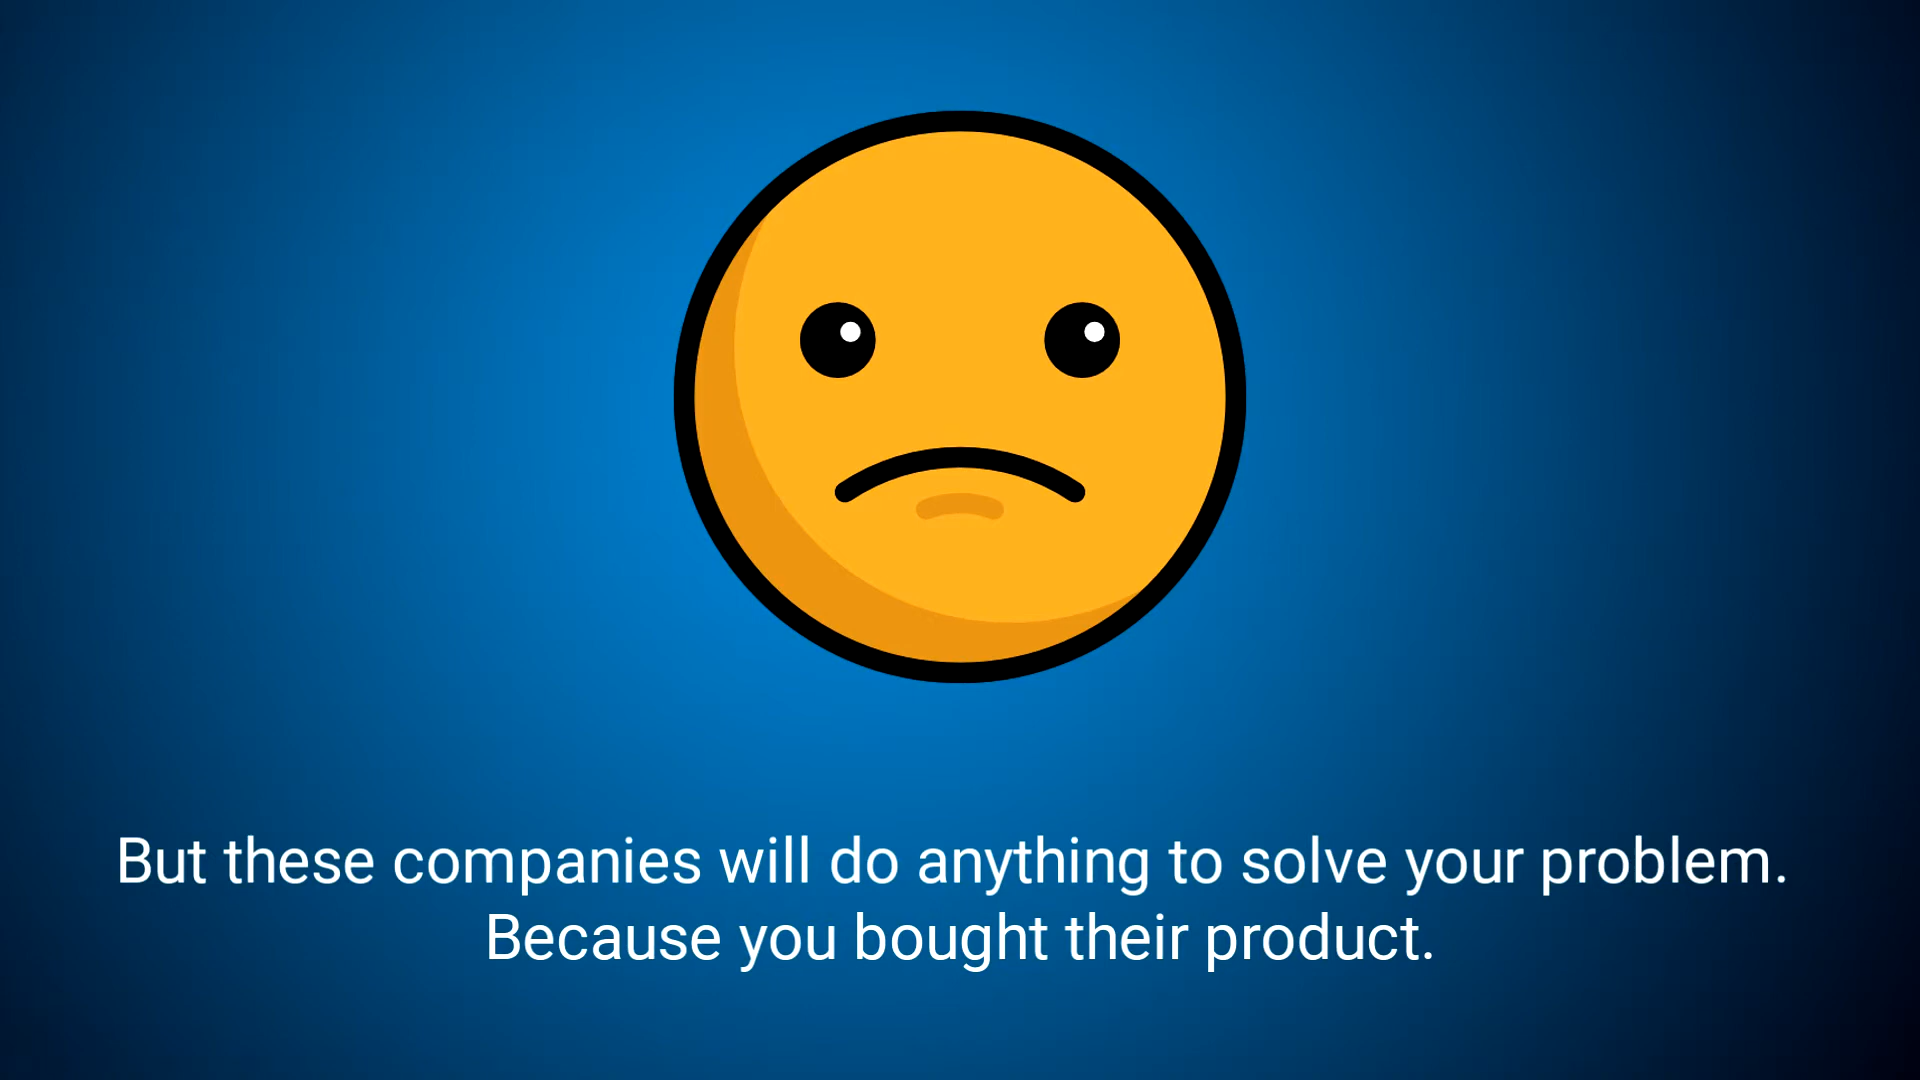 But these companies will do anything to solve your problem.
Because you bought their product.